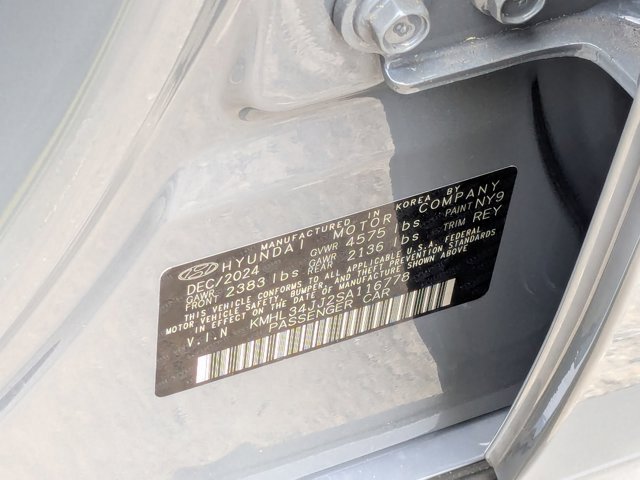 MANUFACTURED IN KOREA BY
HYUNDAI MOTOR COMPANY
DEC/2024 GVWR 4575 lbs PAINT NY9
GAWR FRONT 2383 lbs GAWR REAR 2136 lbs TRIM REY
THIS VEHICLE CONFORMS TO ALL APPLICABLE U.S.A. FEDERAL
MOTOR VEHICLE SAFETY, BUMPER, AND THEFT PREVENTION STANDARDS
IN EFFECT ON THE DATE OF MANUFACTURE SHOWN ABOVE.
V.I.N KMHL34JJ2SA116778
PASSENGER CAR